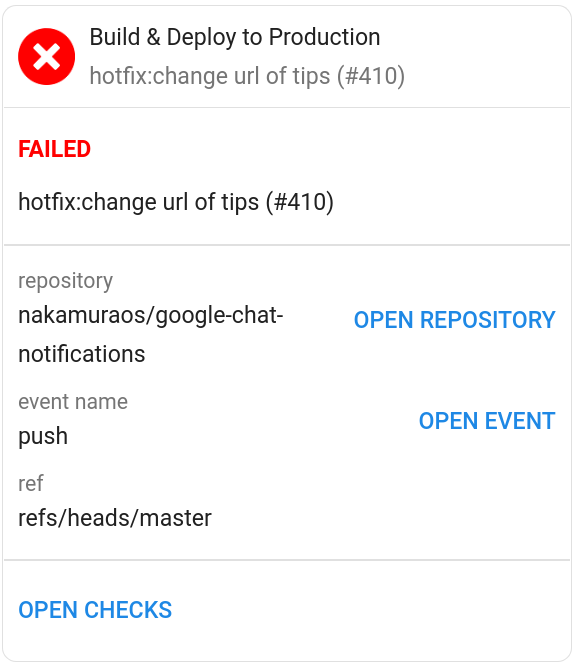 Build & Deploy to Production
hotfix:change url of tips (#410)
FAILED
hotfix:change url of tips (#410)
repository
nakamuraos/google-chat-
notifications
OPEN REPOSITORY
event name
push
OPEN EVENT
ref
refs/heads/master
OPEN CHECKS